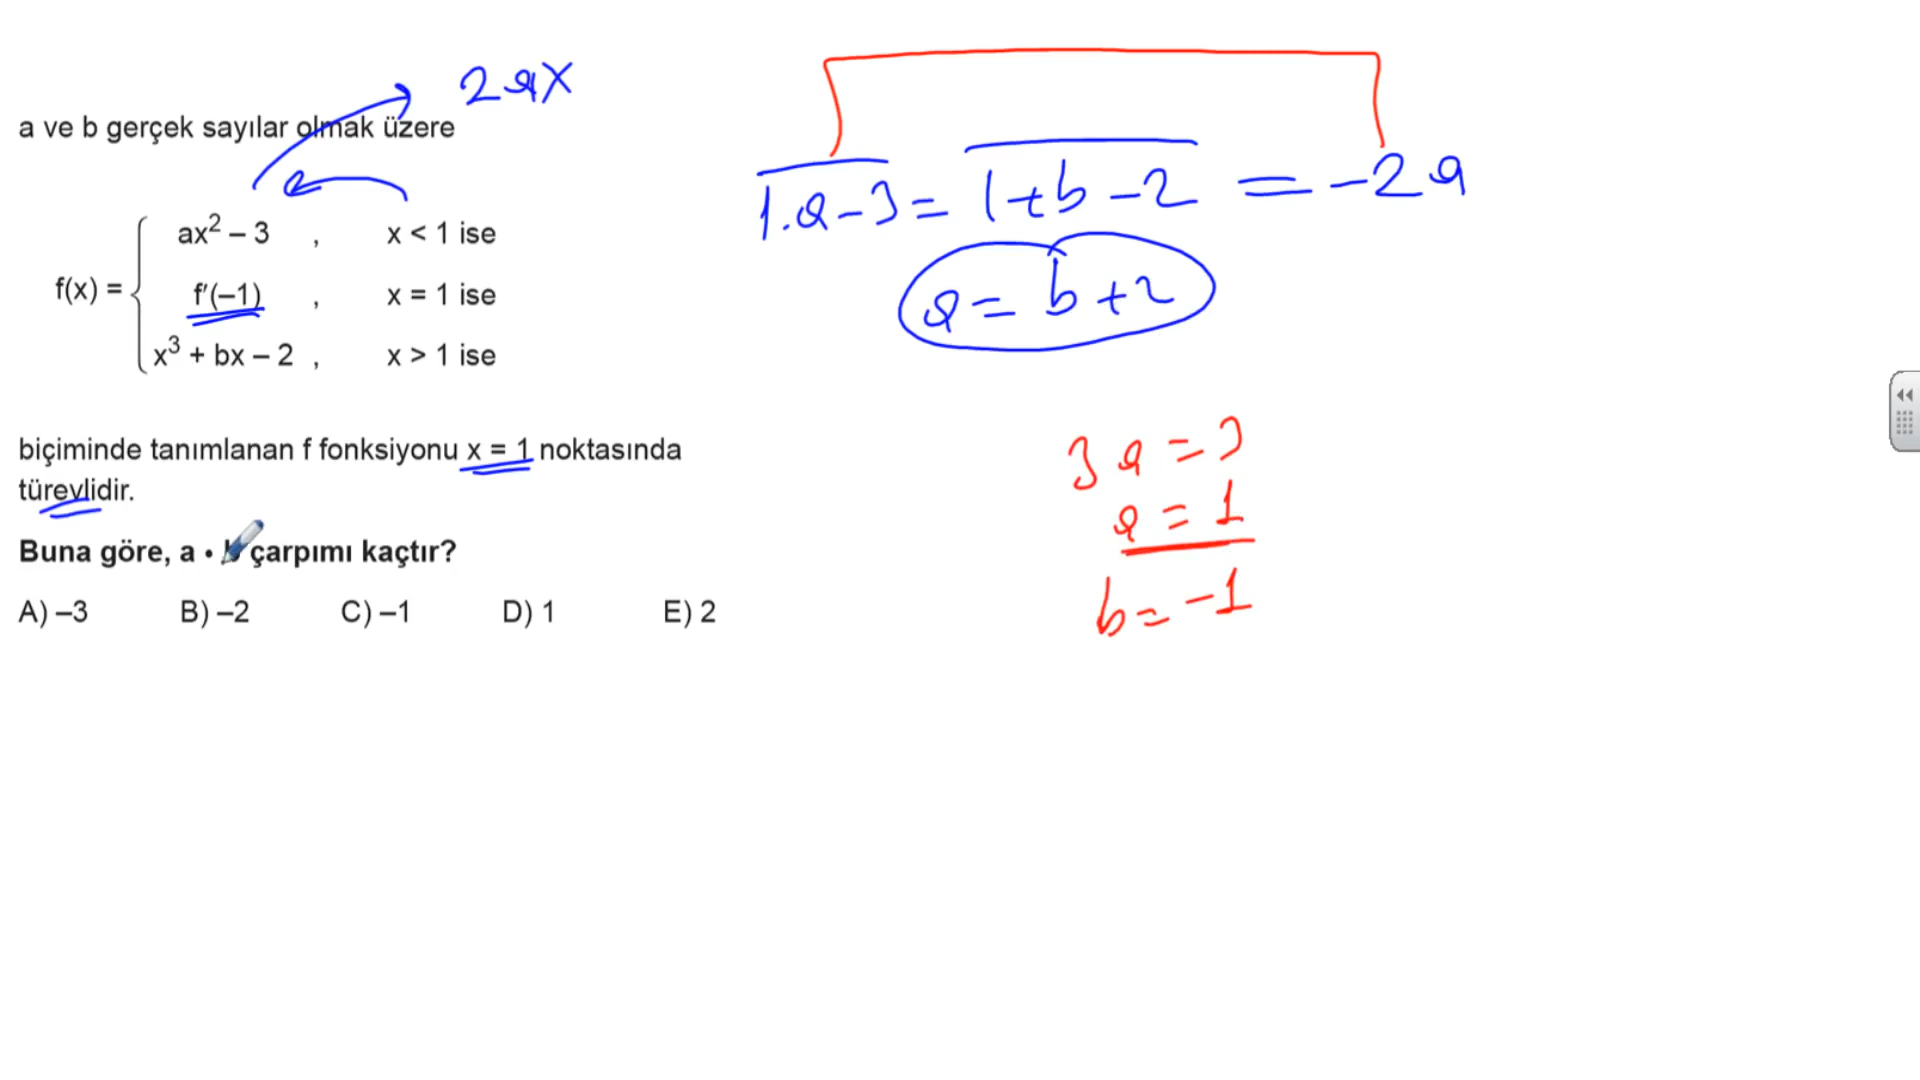 2ax
a ve b gerçek sayılar olmak üzere
f(x) =
ax² – 3 , x < 1 ise
f'(–1) , x = 1 ise
x³ + bx – 2 , x > 1 ise
biçiminde tanımlanan f fonksiyonu x = 1 noktasında
türevlidir.
Buna göre, a • b çarpımı kaçtır?
A) –3 B) –2 C) –1 D) 1 E) 2
1.a-3 = 1+b-2 = -2a
a = b+2
3a = 3
a = 1
b = -1